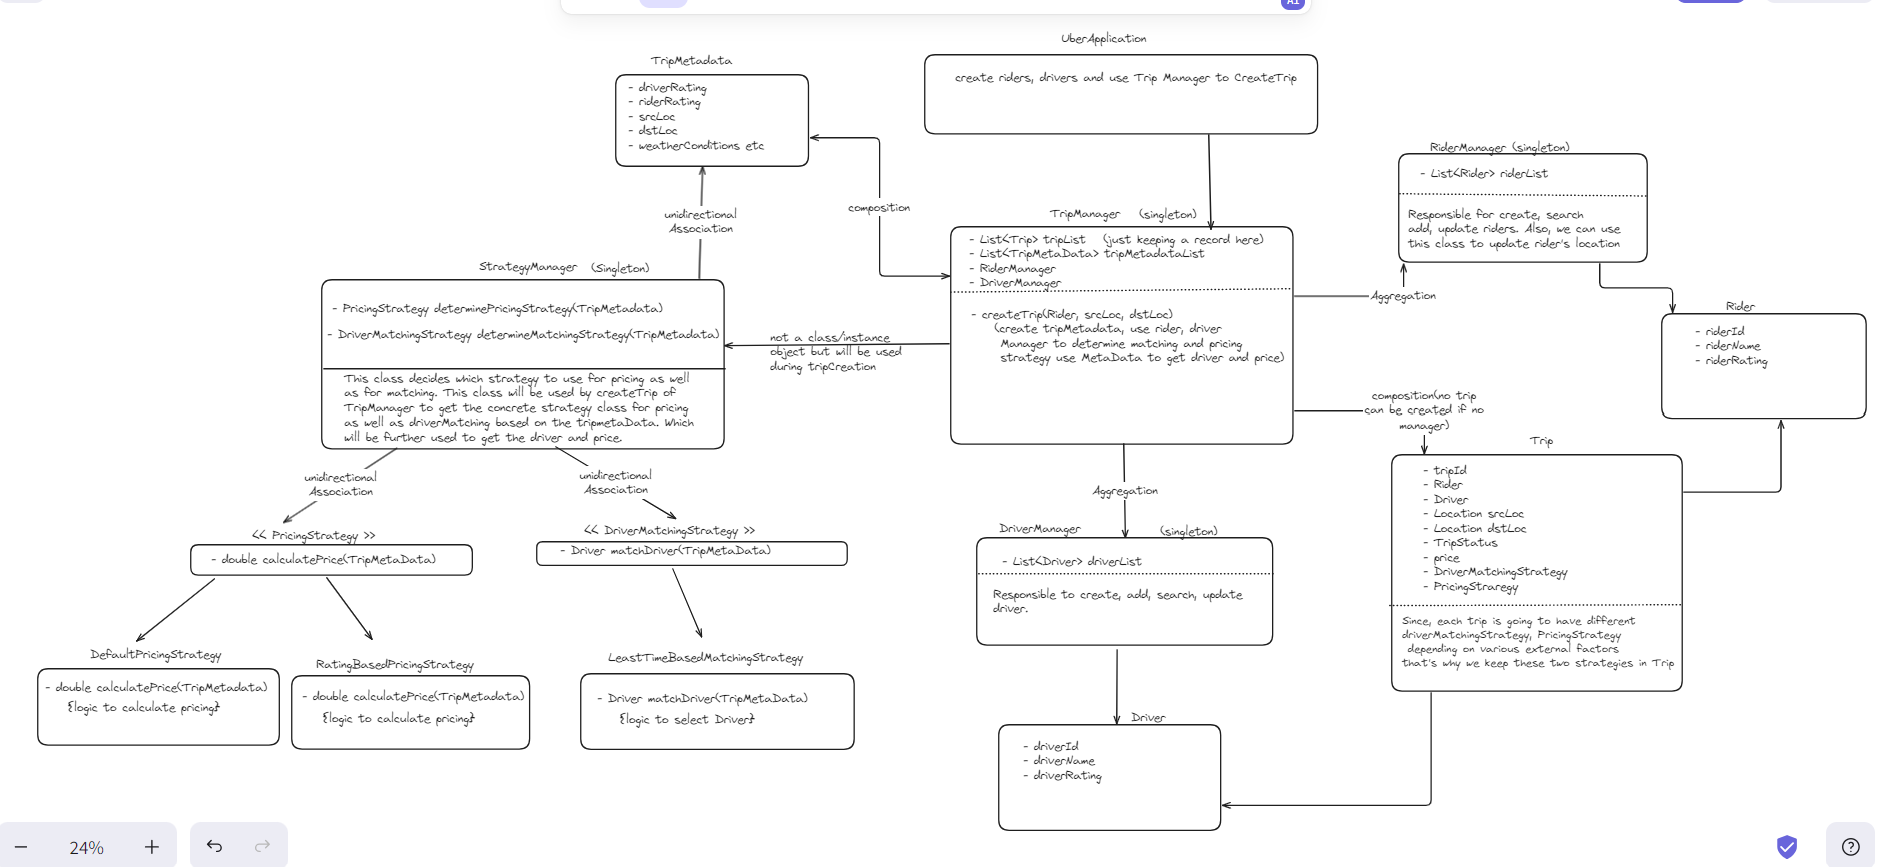 AI
UberApplication
create riders, drivers and use Trip Manager to CreateTrip
TripMetadata
- driverRating
- riderRating
- srcLoc
- dstLoc
- weatherConditions etc
RiderManager (singleton)
- List<Rider> riderList
Responsible for create, search
add, update riders. Also, we can use
this class to update rider's location
unidirectional
Association
composition
TripManager (singleton)
- List<Trip> tripList (just keeping a record here)
- List<TripMetaData> tripMetadataList
- RiderManager
- DriverManager
- createTrip(Rider, srcLoc, dstLoc)
(create tripMetadata, use rider, driver
Manager to determine matching and pricing
strategy use MetaData to get driver and price)
StrategyManager (Singleton)
- PricingStrategy determinePricingStrategy(TripMetadata)
- DriverMatchingStrategy determineMatchingStrategy(TripMetadata)
This class decides which strategy to use for pricing as well
as for matching. This class will be used by createTrip of
TripManager to get the concrete strategy class for pricing
as well as driverMatching based on the tripmetaData. Which
will be further used to get the driver and price.
not a class/instance
object but will be used
during tripCreation
Aggregation
Rider
- riderId
- riderName
- riderRating
composition(no trip
can be created if no
manager)
Trip
- tripId
- Rider
- Driver
- Location srcLoc
- Location dstLoc
- TripStatus
- price
- DriverMatchingStrategy
- PricingStraregy
Since, each trip is going to have different
driverMatchingStrategy, PricingStrategy
depending on various external factors
that's why we keep these two strategies in Trip
unidirectional
Association
unidirectional
Association
Aggregation
<< PricingStrategy >>
- double calculatePrice(TripMetaData)
<< DriverMatchingStrategy >>
- Driver matchDriver(TripMetaData)
DriverManager (singleton)
- List<Driver> driverList
Responsible to create, add, search, update
driver.
DefaultPricingStrategy
- double calculatePrice(TripMetadata)
{logic to calculate pricing}
RatingBasedPricingStrategy
- double calculatePrice(TripMetadata)
{logic to calculate pricing}
LeastTimeBasedMatchingStrategy
- Driver matchDriver(TripMetaData)
{logic to select Driver}
Driver
- driverId
- driverName
- driverRating
24%